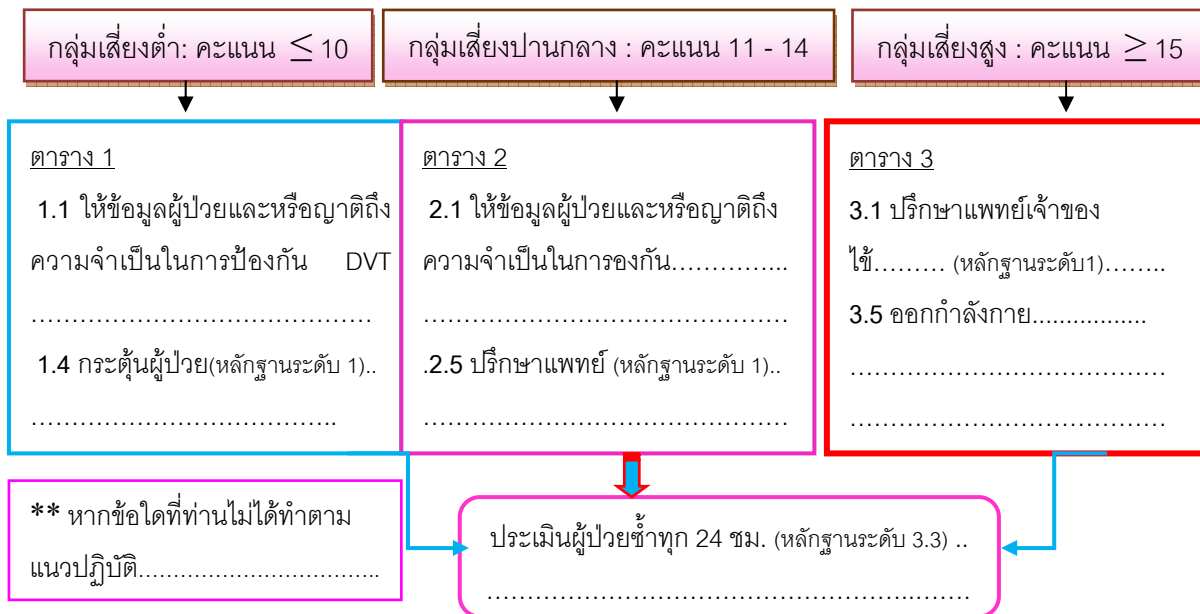 กลุ่มเสี่ยงต่ำ: คะแนน ≤ 10
กลุ่มเสี่ยงปานกลาง : คะแนน 11 - 14
กลุ่มเสี่ยงสูง : คะแนน ≥ 15
ตาราง 1
1.1 ให้ข้อมูลผู้ป่วยและหรือญาติถึง
ความจำเป็นในการป้องกัน DVT
………………………………………
1.4 กระตุ้นผู้ป่วย(หลักฐานระดับ 1)..
………………………………….
ตาราง 2
2.1 ให้ข้อมูลผู้ป่วยและหรือญาติถึง
ความจำเป็นในการองกัน…………...
…………………………………………
.2.5 ปรึกษาแพทย์ (หลักฐานระดับ 1)..
…………………………………………
ตาราง 3
3.1 ปรึกษาแพทย์เจ้าของ
ไข้……… (หลักฐานระดับ1)……..
3.5 ออกกำลังกาย.................
……………………………………
……………………………………
** หากข้อใดที่ท่านไม่ได้ทำตาม
แนวปฏิบัติ……………………………..
ประเมินผู้ป่วยซ้ำทุก 24 ชม. (หลักฐานระดับ 3.3) ..
……………………………………………..………